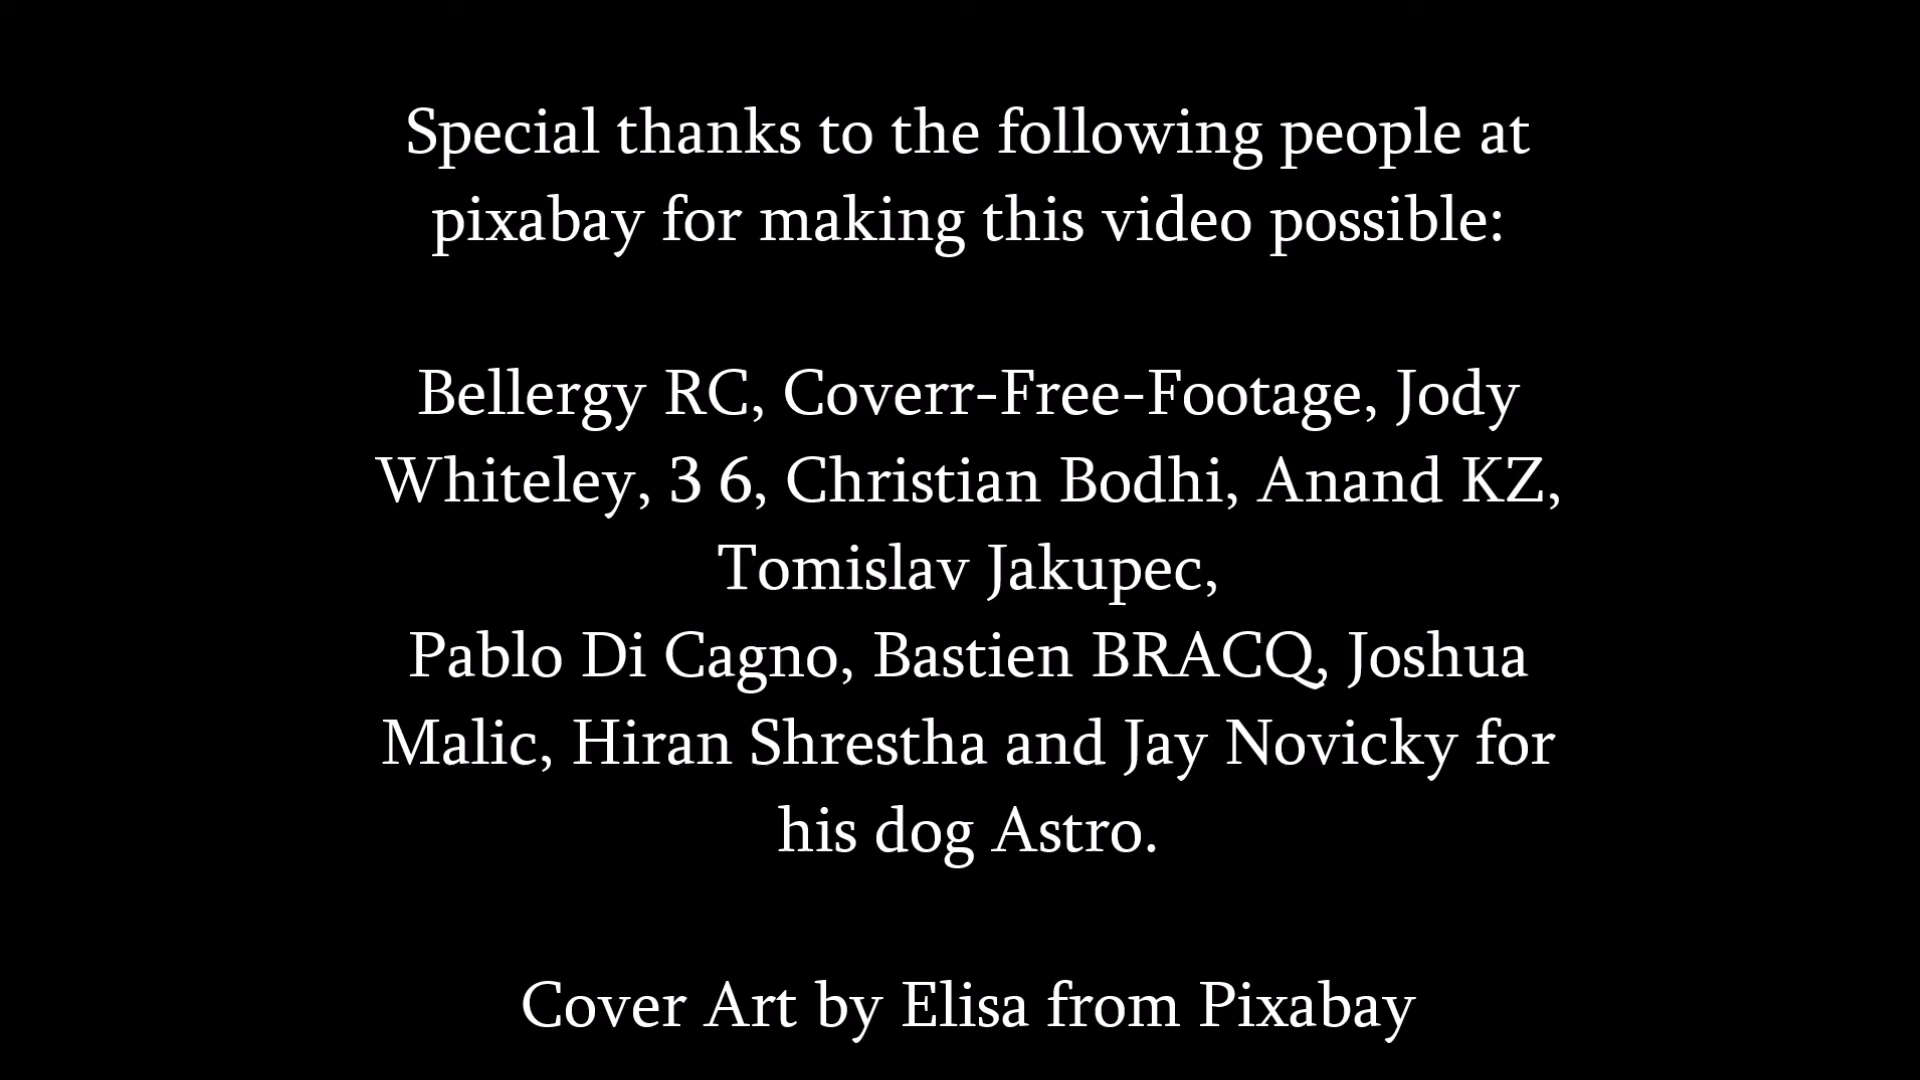 Special thanks to the following people at
pixabay for making this video possible:
Bellergy RC, Coverr-Free-Footage, Jody
Whiteley, 3 6, Christian Bodhi, Anand KZ,
Tomislav Jakupec,
Pablo Di Cagno, Bastien BRACQ, Joshua
Malic, Hiran Shrestha and Jay Novicky for
his dog Astro.
Cover Art by Elisa from Pixabay